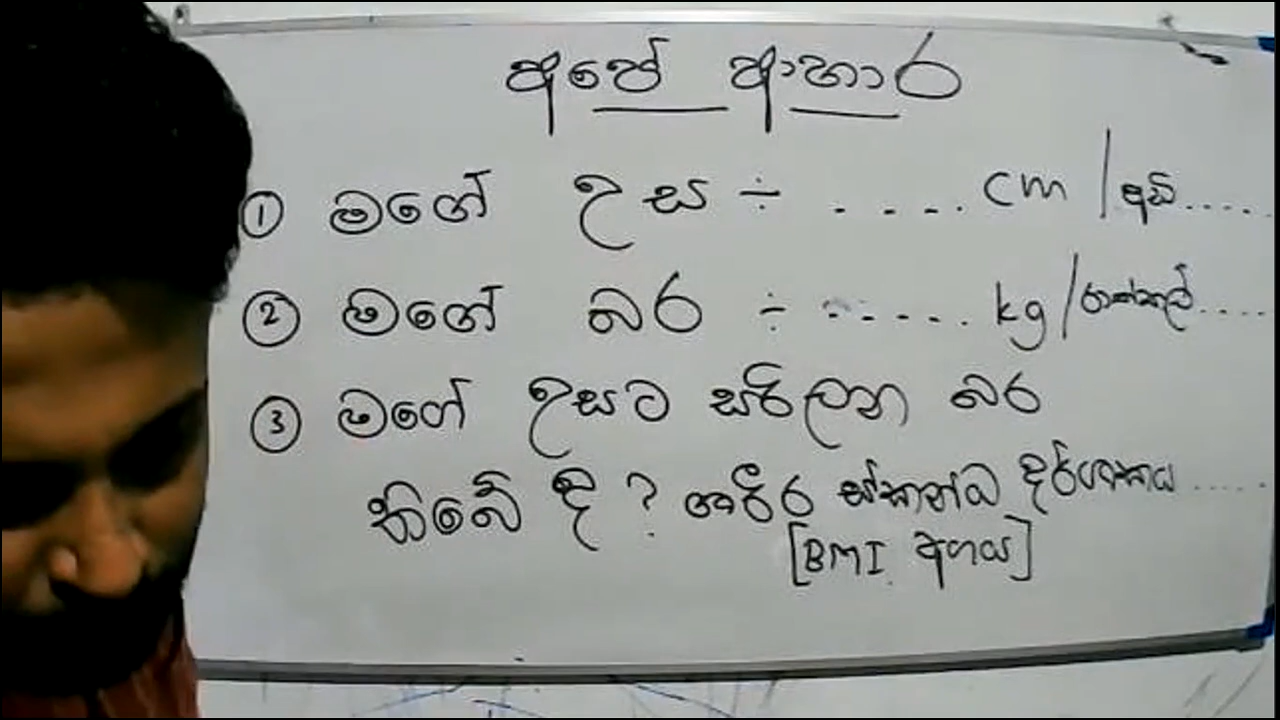 අපේ ආහාර
① මගේ උස ÷ . . . . cm / අඩි.....
② මගේ බර ÷ ...... kg / රාත්තල්....
③ මගේ උසට සරිලන බර
තිබේ ද? ශරීර ස්කන්ධ දර්ශකය .....
[BMI අගය]